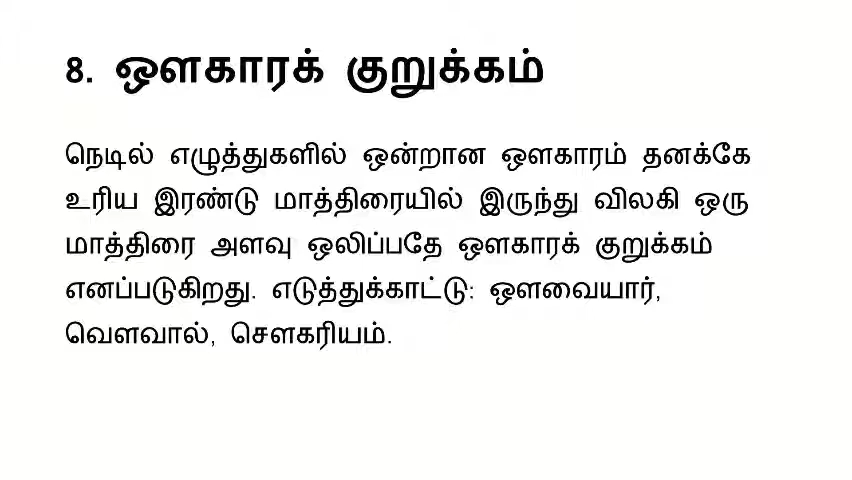 8. ஔகாரக் குறுக்கம்
நெடில் எழுத்துகளில் ஒன்றான ஔகாரம் தனக்கே
உரிய இரண்டு மாத்திரையில் இருந்து விலகி ஒரு
மாத்திரை அளவு ஒலிப்பதே ஔகாரக் குறுக்கம்
எனப்படுகிறது. எடுத்துக்காட்டு: ஔவையார்,
வெளவால், சௌகரியம்.